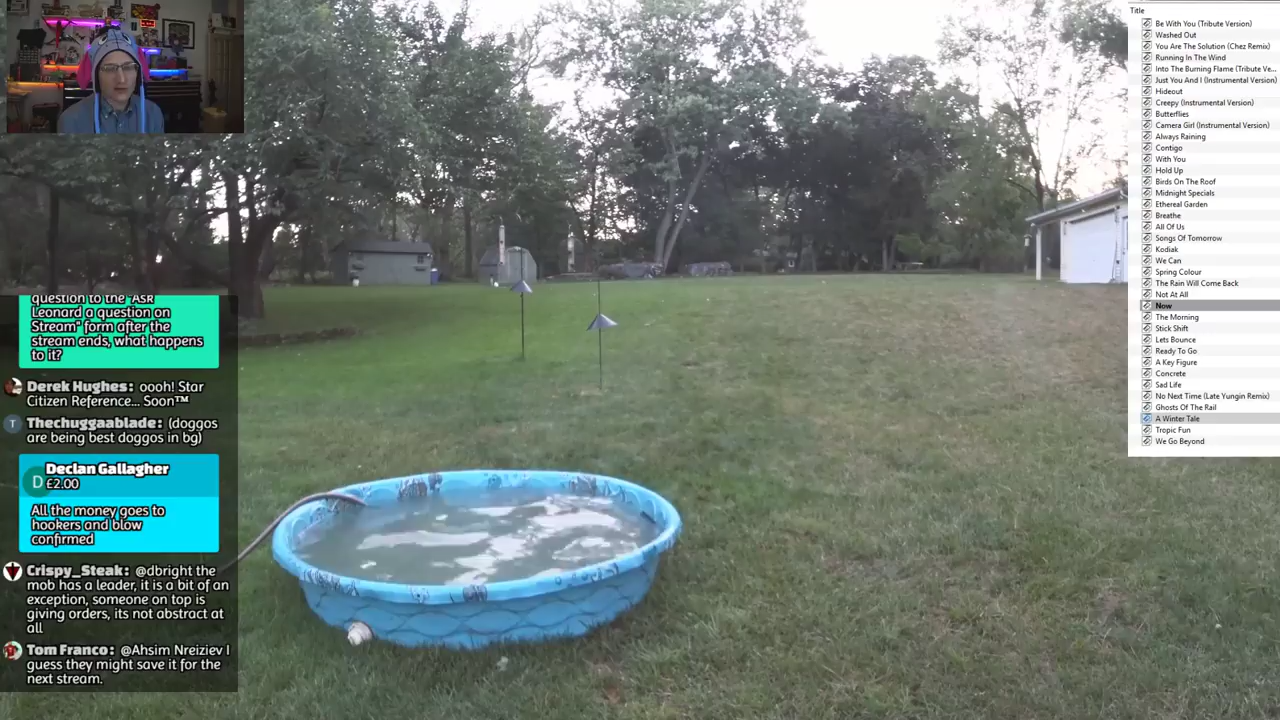 question to the "Ask
Leonard a question on
Stream" form after the
stream ends, what happens
to it?
Derek Hughes: oooh! Star
Citizen Reference... Soon™
Thechuggaablade: (doggos
are being best doggos in bg)
Declan Gallagher
£2.00
All the money goes to
hookers and blow
confirmed
Crispy_Steak: @dbright the
mob has a leader, it is a bit of an
exception, someone on top is
giving orders, its not abstract at
all
Tom Franco: @Ahsim Nreiziev I
guess they might save it for the
next stream.
Title
Be With You (Tribute Version)
Washed Out
You Are The Solution (Chez Remix)
Running In The Wind
Into The Burning Flame (Tribute Ve...
Just You And I (Instrumental Version)
Hideout
Creepy (Instrumental Version)
Butterflies
Camera Girl (Instrumental Version)
Always Raining
Contigo
With You
Hold Up
Birds On The Roof
Midnight Specials
Ethereal Garden
Breathe
All Of Us
Songs Of Tomorrow
Kodiak
We Can
Spring Colour
The Rain Will Come Back
Not At All
Now
The Morning
Stick Shift
Lets Bounce
Ready To Go
A Key Figure
Concrete
Sad Life
No Next Time (Late Yungin Remix)
Ghosts Of The Rail
A Winter Tale
Tropic Fun
We Go Beyond